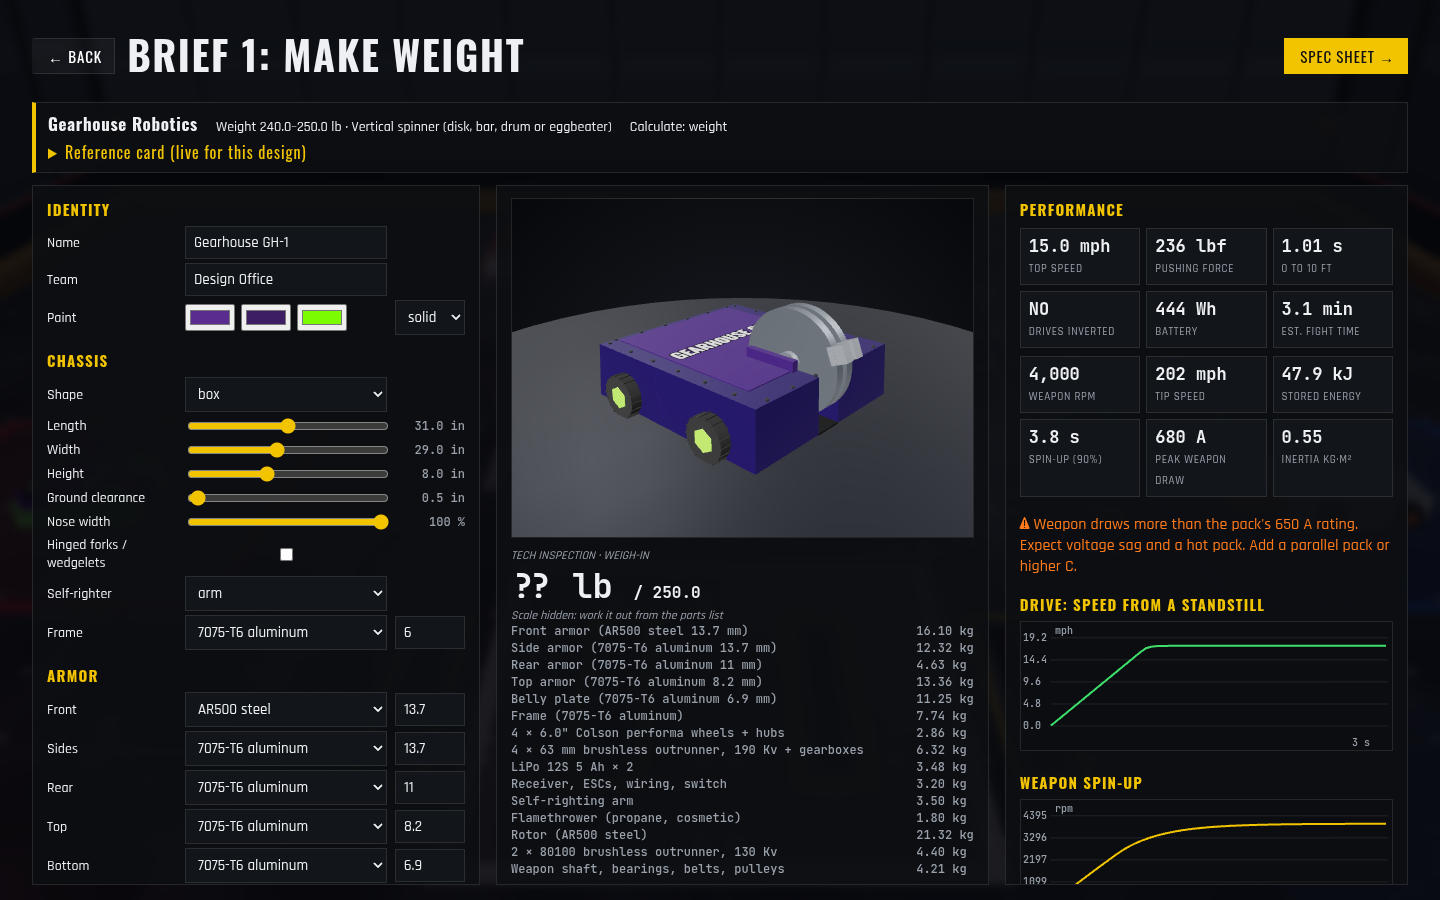 ← BACK
BRIEF 1: MAKE WEIGHT
SPEC SHEET →
Gearhouse Robotics Weight 240.0–250.0 lb · Vertical spinner (disk, bar, drum or eggbeater) Calculate: weight
▶ Reference card (live for this design)
IDENTITY
Name Gearhouse GH-1
Team Design Office
Paint solid
CHASSIS
Shape box
Length 31.0 in
Width 29.0 in
Height 8.0 in
Ground clearance 0.5 in
Nose width 100 %
Hinged forks /
wedgelets
Self-righter arm
Frame 7075-T6 aluminum 6
ARMOR
Front AR500 steel 13.7
Sides 7075-T6 aluminum 13.7
Rear 7075-T6 aluminum 11
Top 7075-T6 aluminum 8.2
Bottom 7075-T6 aluminum 6.9
GEARHOUSE
TECH INSPECTION · WEIGH-IN
?? lb / 250.0
Scale hidden: work it out from the parts list
Front armor (AR500 steel 13.7 mm) 16.10 kg
Side armor (7075-T6 aluminum 13.7 mm) 12.32 kg
Rear armor (7075-T6 aluminum 11 mm) 4.63 kg
Top armor (7075-T6 aluminum 8.2 mm) 13.36 kg
Belly plate (7075-T6 aluminum 6.9 mm) 11.25 kg
Frame (7075-T6 aluminum) 7.74 kg
4 × 6.0" Colson performa wheels + hubs 2.86 kg
4 × 63 mm brushless outrunner, 190 Kv + gearboxes 6.32 kg
LiPo 12S 5 Ah × 2 3.48 kg
Receiver, ESCs, wiring, switch 3.20 kg
Self-righting arm 3.50 kg
Flamethrower (propane, cosmetic) 1.80 kg
Rotor (AR500 steel) 21.32 kg
2 × 80100 brushless outrunner, 130 Kv 4.40 kg
Weapon shaft, bearings, belts, pulleys 4.21 kg
PERFORMANCE
15.0 mph 236 lbf 1.01 s
TOP SPEED PUSHING FORCE 0 TO 10 FT
NO 444 Wh 3.1 min
DRIVES INVERTED BATTERY EST. FIGHT TIME
4,000 202 mph 47.9 kJ
WEAPON RPM TIP SPEED STORED ENERGY
3.8 s 680 A 0.55
SPIN-UP (90%) PEAK WEAPON DRAW INERTIA KG·M²
⚠ Weapon draws more than the pack's 650 A rating.
Expect voltage sag and a hot pack. Add a parallel pack or
higher C.
DRIVE: SPEED FROM A STANDSTILL
mph
19.2
14.4
9.6
4.8
0.0
3 s
WEAPON SPIN-UP
rpm
4395
3296
2197
1099